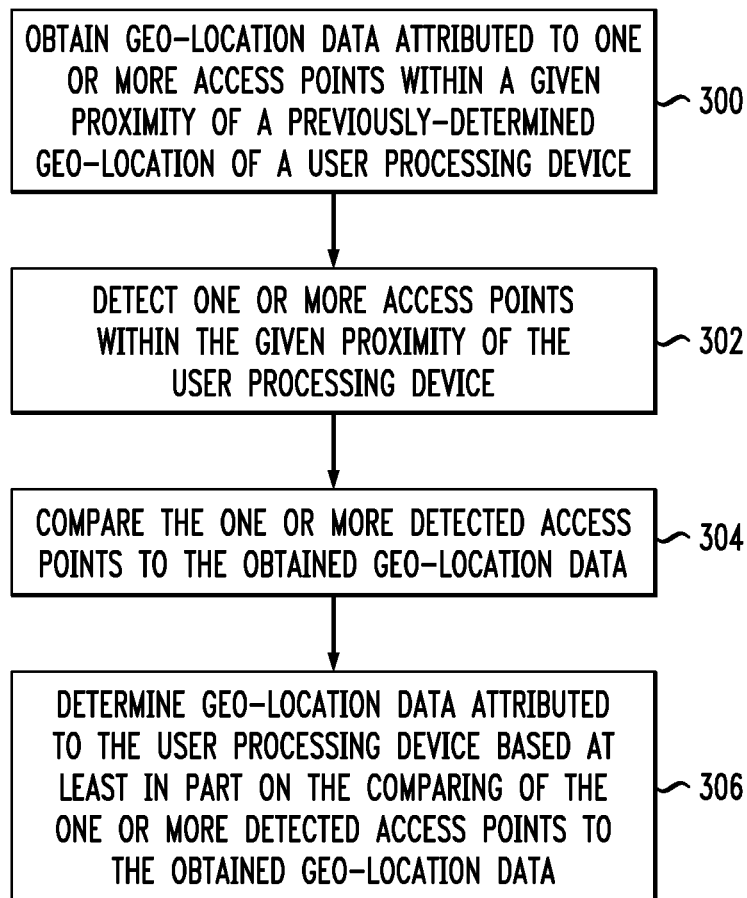 OBTAIN GEO-LOCATION DATA ATTRIBUTED TO ONE
OR MORE ACCESS POINTS WITHIN A GIVEN
PROXIMITY OF A PREVIOUSLY-DETERMINED
GEO-LOCATION OF A USER PROCESSING DEVICE
300
DETECT ONE OR MORE ACCESS POINTS
WITHIN THE GIVEN PROXIMITY OF THE
USER PROCESSING DEVICE
302
COMPARE THE ONE OR MORE DETECTED ACCESS
POINTS TO THE OBTAINED GEO-LOCATION DATA
304
DETERMINE GEO-LOCATION DATA ATTRIBUTED
TO THE USER PROCESSING DEVICE BASED AT
LEAST IN PART ON THE COMPARING OF THE
ONE OR MORE DETECTED ACCESS POINTS TO
THE OBTAINED GEO-LOCATION DATA
306